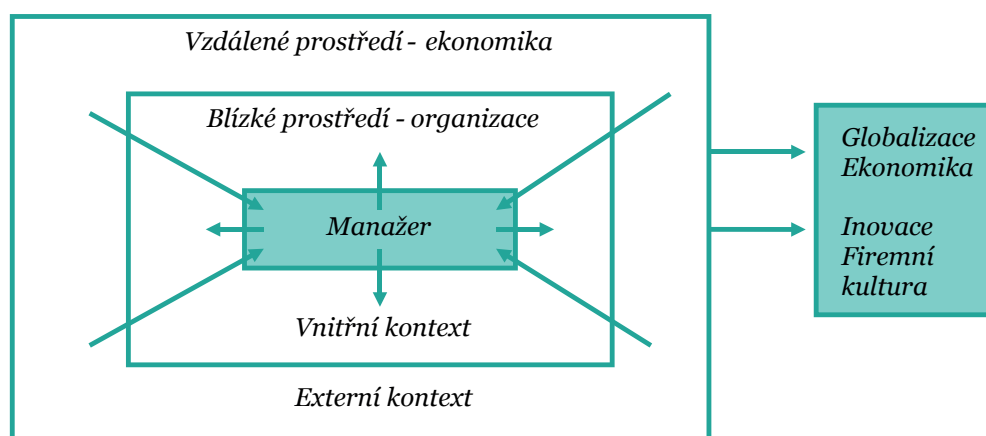 Vzdálené prostředí - ekonomika
Blízké prostředí - organizace
Manažer
Vnitřní kontext
Externí kontext
Globalizace
Ekonomika
Inovace
Firemní
kultura